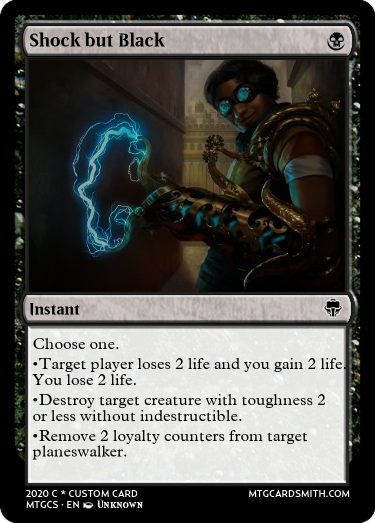 Shock but Black
Instant
Choose one.
•Target player loses 2 life and you gain 2 life.
You lose 2 life.
•Destroy target creature with toughness 2
or less without indestructible.
•Remove 2 loyalty counters from target
planeswalker.
2020 C * CUSTOM CARD
MTGCARDSMITH.COM
MTGCS • EN UNKNOWN